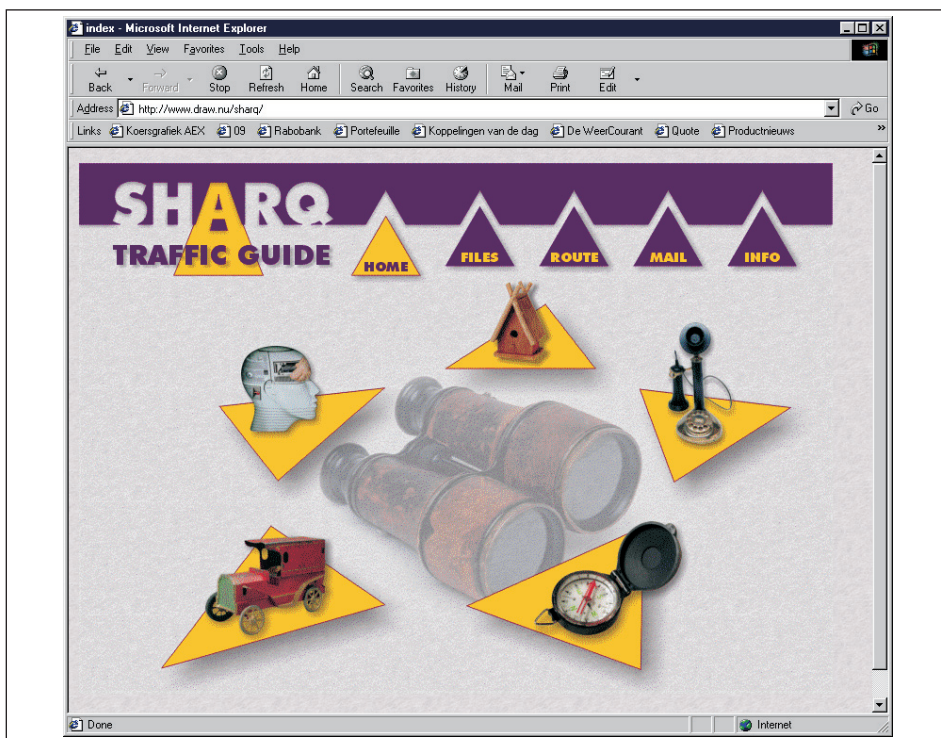 index - Microsoft Internet Explorer
File Edit View Favorites Tools Help
Back Forward Stop Refresh Home Search Favorites History Mail Print Edit
Address http://www.draw.nu/sharq/ Go
Links Koersgrafiek AEX 09 Rabobank Portefeuille Koppelingen van de dag De WeerCourant Quote Productnieuws »
SHARQ
TRAFFIC GUIDE
HOME FILES ROUTE MAIL INFO
Done Internet